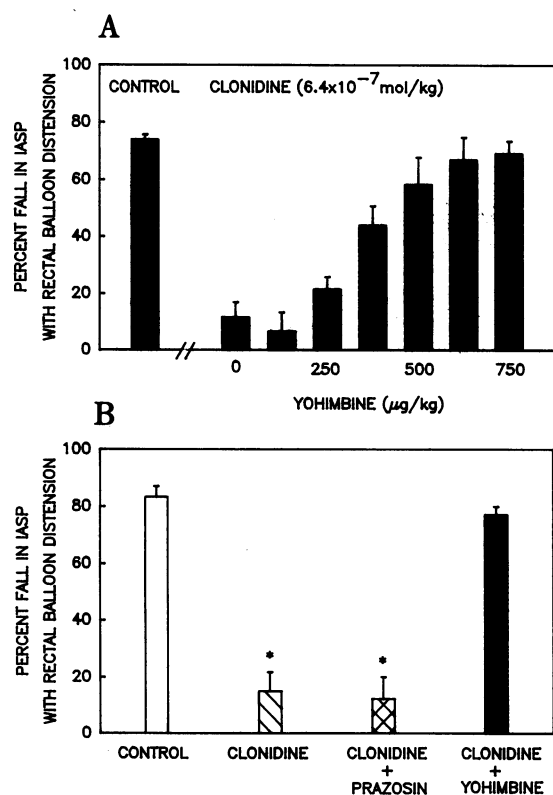 A
PERCENT FALL IN IASP
WITH RECTAL BALLOON DISTENSION
100
80
60
40
20
0
CONTROL CLONIDINE (6.4x10⁻⁷mol/kg)
0 250 500 750
YOHIMBINE (μg/kg)
B
PERCENT FALL IN IASP
WITH RECTAL BALLOON DISTENSION
100
80
60
40
20
0
*
*
CONTROL CLONIDINE CLONIDINE CLONIDINE
+ +
PRAZOSIN YOHIMBINE